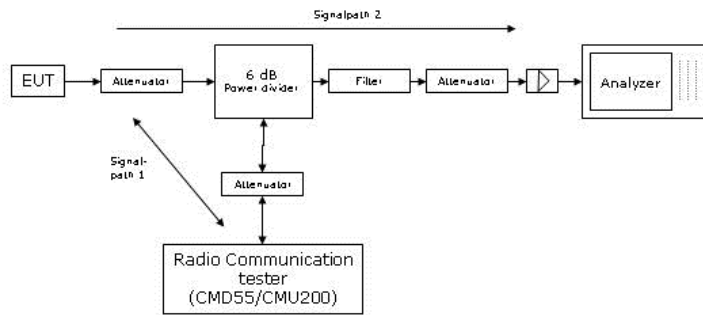 Signalpath 2
EUT
Attenuator
6 dB
Power divider
Filter
Attenuator
Analyzer
Signal-
path 1
Attenuator
Radio Communication
tester
(CMD55/CMU200)